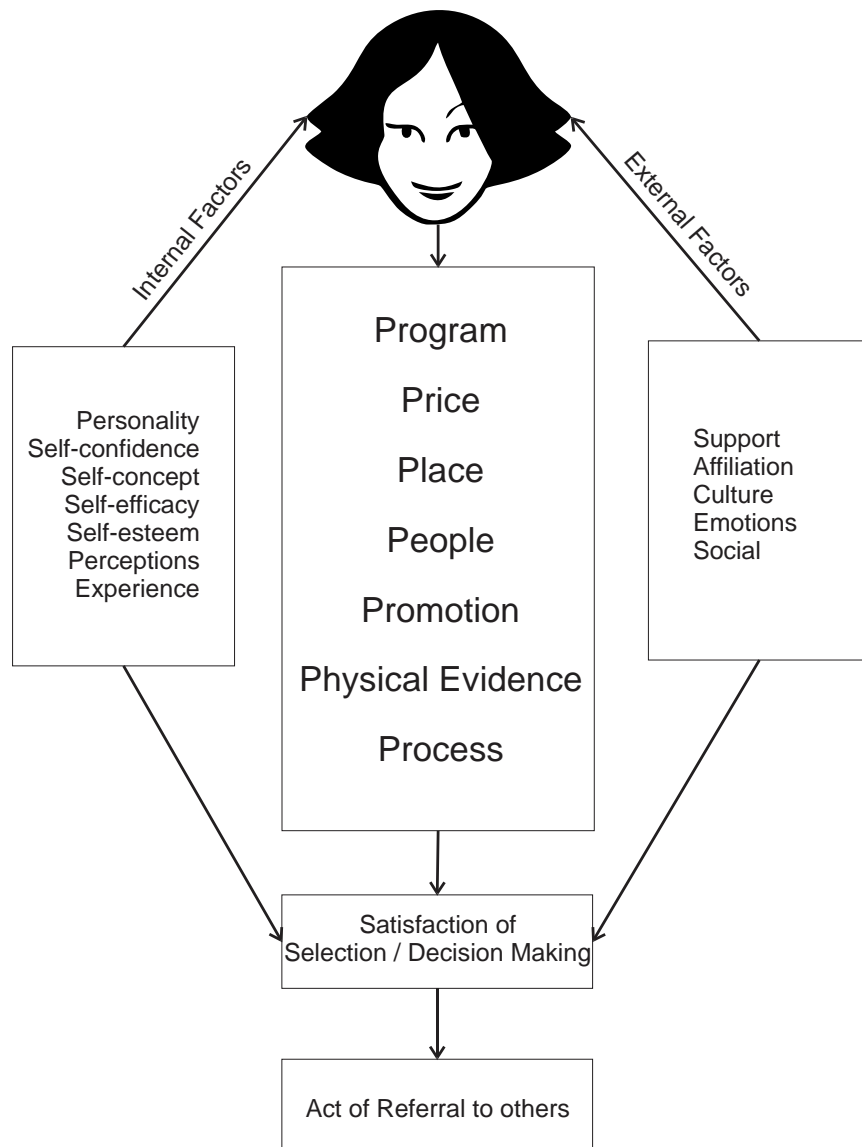 Internal Factors
External Factors
Personality
Self-confidence
Self-concept
Self-efficacy
Self-esteem
Perceptions
Experience
Program
Price
Place
People
Promotion
Physical Evidence
Process
Support
Affiliation
Culture
Emotions
Social
Satisfaction of
Selection / Decision Making
Act of Referral to others